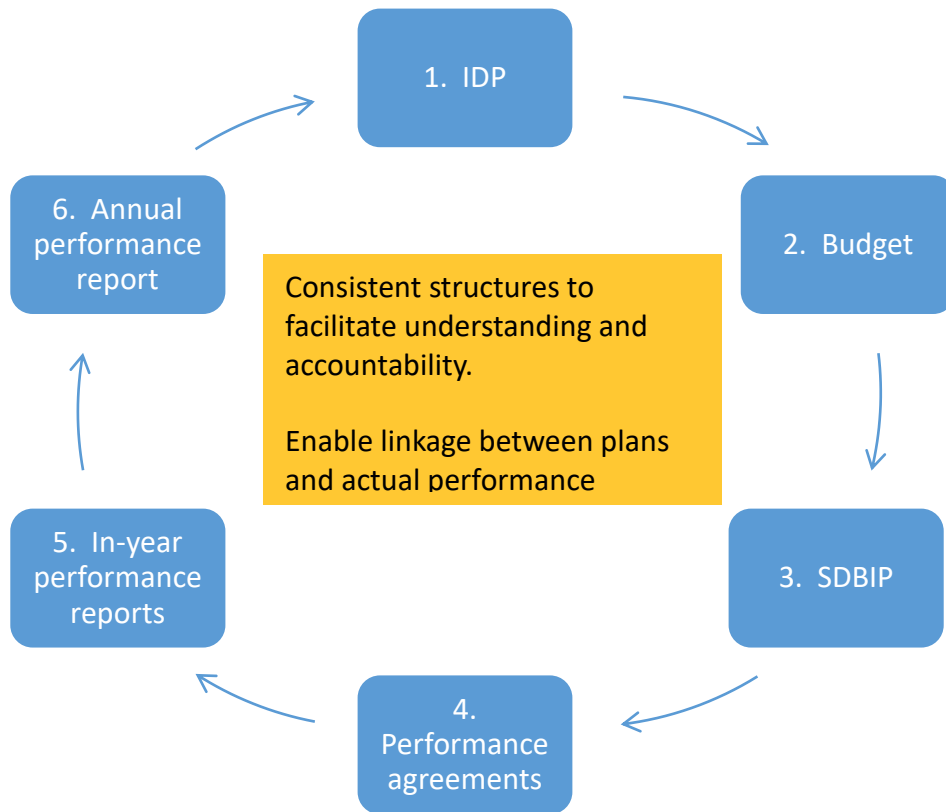 1. IDP
2. Budget
3. SDBIP
4.
Performance
agreements
5. In-year
performance
reports
6. Annual
performance
report
Consistent structures to
facilitate understanding and
accountability.
Enable linkage between plans
and actual performance